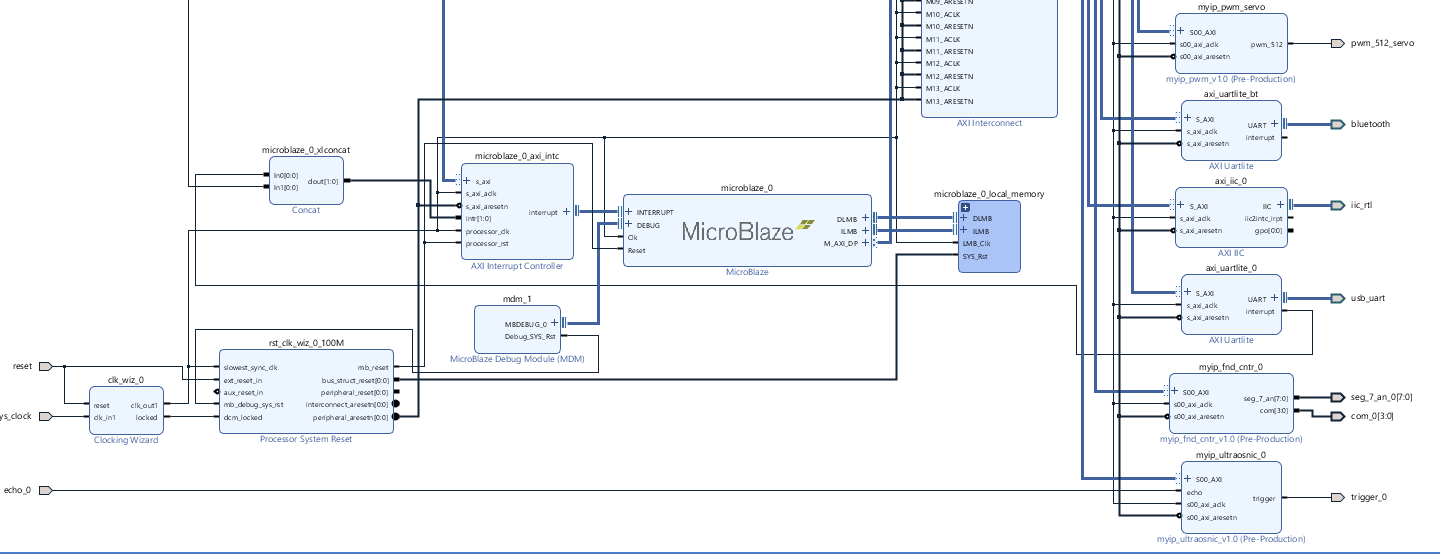 M09_ARESETN
M10_ACLK
M10_ARESETN
M11_ACLK
M11_ARESETN
M12_ACLK
M12_ARESETN
M13_ACLK
M13_ARESETN
AXI Interconnect
myip_pwm_servo
S00_AXI
s00_axi_aclk
s00_axi_aresetn
pwm_512
myip_pwm_v1.0 (Pre-Production)
pwm_512_servo
axi_uartlite_bt
S_AXI
s_axi_aclk
s_axi_aresetn
UART
interrupt
AXI Uartlite
bluetooth
microblaze_0_xlconcat
In0[0:0]
In1[0:0]
dout[1:0]
Concat
microblaze_0_axi_intc
s_axi
s_axi_aclk
s_axi_aresetn
intr[1:0]
processor_clk
processor_rst
interrupt
AXI Interrupt Controller
microblaze_0
INTERRUPT
DEBUG
Clk
Reset
MicroBlaze
DLMB
ILMB
M_AXI_DP
MicroBlaze
microblaze_0_local_memory
DLMB
ILMB
LMB_Clk
SYS_Rst
axi_iic_0
S_AXI
s_axi_aclk
s_axi_aresetn
IIC
iic2intc_irpt
gpo[0:0]
AXI IIC
iic_rtl
axi_uartlite_0
S_AXI
s_axi_aclk
s_axi_aresetn
UART
interrupt
AXI Uartlite
usb_uart
mdm_1
MBDEBUG_0
Debug_SYS_Rst
MicroBlaze Debug Module (MDM)
reset
ys_clock
clk_wiz_0
reset
clk_in1
clk_out1
locked
Clocking Wizard
rst_clk_wiz_0_100M
slowest_sync_clk
ext_reset_in
aux_reset_in
mb_debug_sys_rst
dcm_locked
mb_reset
bus_struct_reset[0:0]
peripheral_reset[0:0]
interconnect_aresetn[0:0]
peripheral_aresetn[0:0]
Processor System Reset
myip_fnd_cntr_0
S00_AXI
s00_axi_aclk
s00_axi_aresetn
seg_7_an[7:0]
com[3:0]
myip_fnd_cntr_v1.0 (Pre-Production)
seg_7_an_0[7:0]
com_0[3:0]
echo_0
myip_ultraosnic_0
S00_AXI
echo
s00_axi_aclk
s00_axi_aresetn
trigger
myip_ultraosnic_v1.0 (Pre-Production)
trigger_0